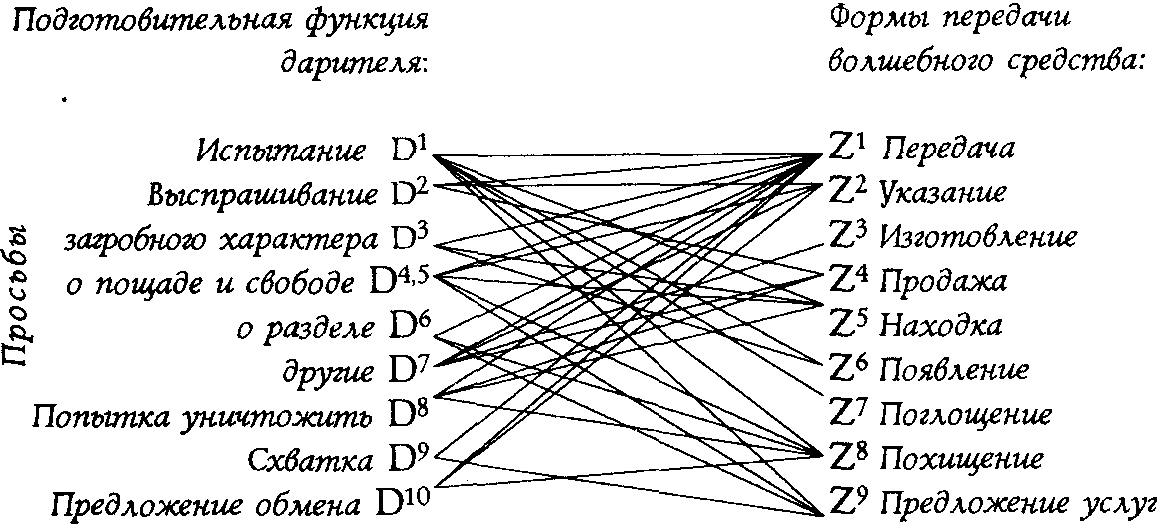 Подготовительная функция
дарителя:
Формы передачи
волшебного средства:
Просьбы
Испытание D¹
Выспрашивание D²
загробного характера D³
о пощаде и свободе D⁴,⁵
о разделе D⁶
другие D⁷
Попытка уничтожить D⁸
Схватка D⁹
Предложение обмена D¹⁰
Z¹ Передача
Z² Указание
Z³ Изготовление
Z⁴ Продажа
Z⁵ Находка
Z⁶ Появление
Z⁷ Поглощение
Z⁸ Похищение
Z⁹ Предложение услуг